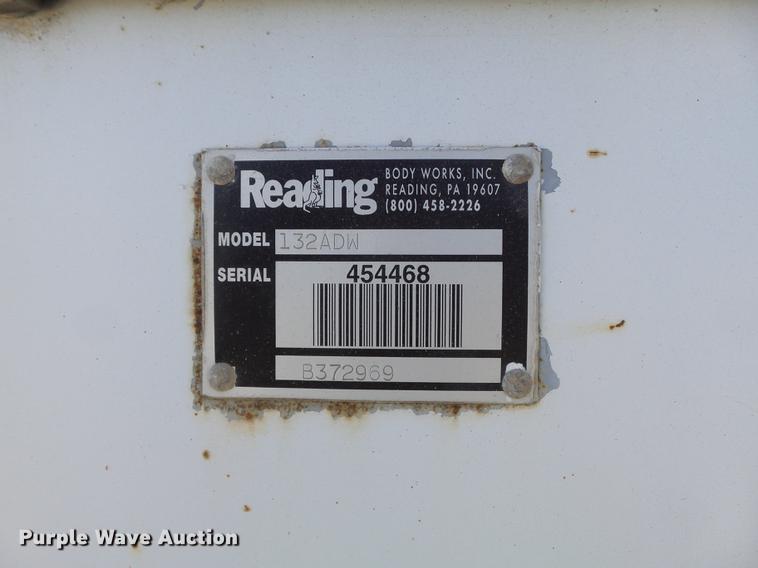 Reading
BODY WORKS, INC.
READING, PA 19607
(800) 458-2226
MODEL 132ADW
SERIAL 454468
B372969
Purple Wave Auction